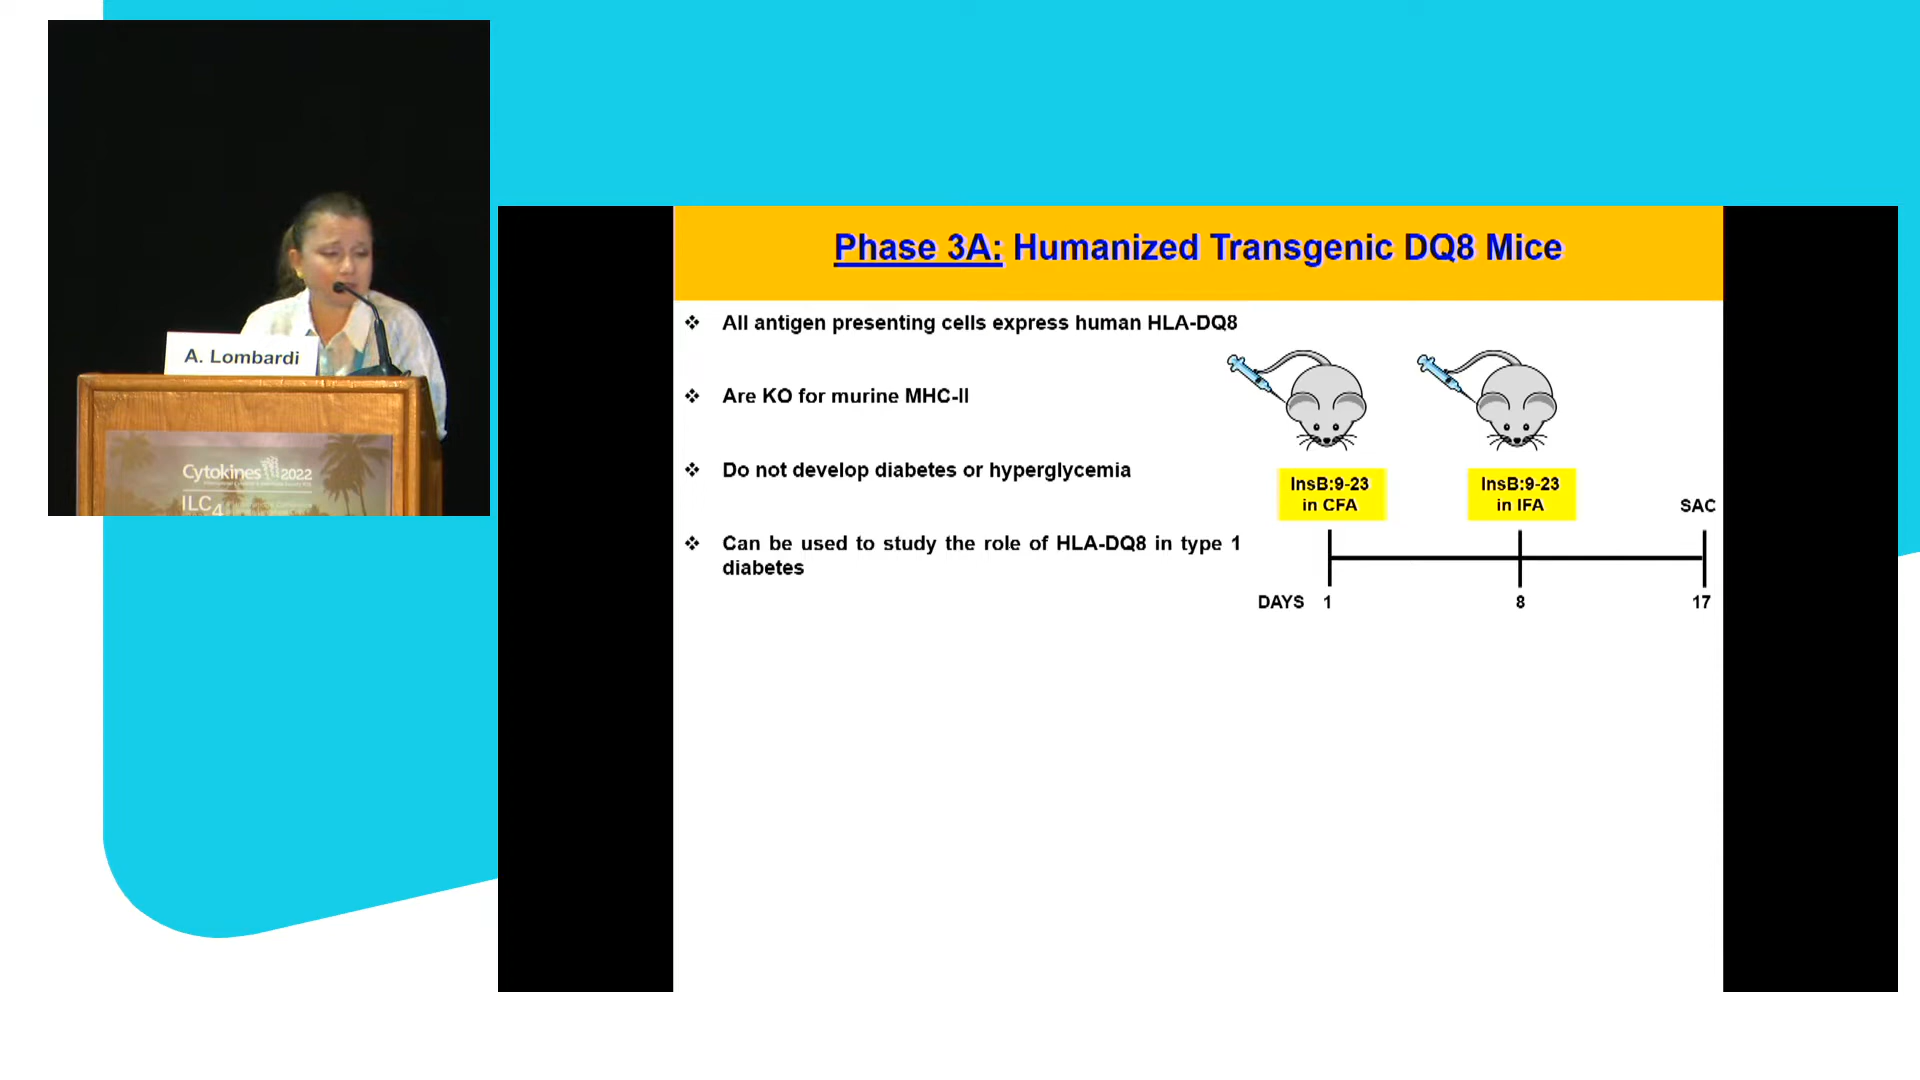 A. Lombardi
Cytokines 2022
ILC4
Phase 3A: Humanized Transgenic DQ8 Mice
❖ All antigen presenting cells express human HLA-DQ8
❖ Are KO for murine MHC-II
❖ Do not develop diabetes or hyperglycemia
❖ Can be used to study the role of HLA-DQ8 in type 1
diabetes
InsB:9-23
in CFA
InsB:9-23
in IFA
SAC
DAYS 1 8 17